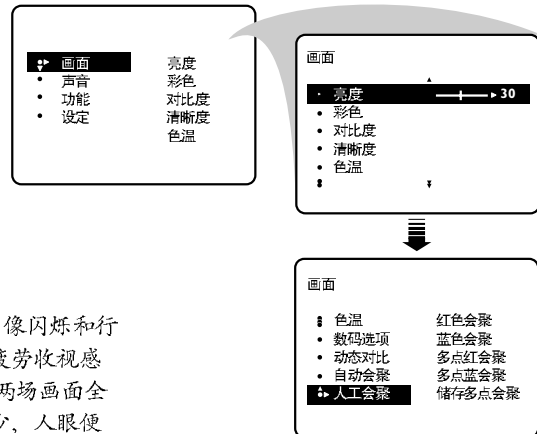 画面 亮度
声音 彩色
功能 对比度
设定 清晰度
色温
画面
亮度 30
彩色
对比度
清晰度
色温
画面
色温 红色会聚
数码选项 蓝色会聚
动态对比 多点红会聚
自动会聚 多点蓝会聚
人工会聚 储存多点会聚
像闪烁和行
疲劳收视感
两场画面全
少，人眼便